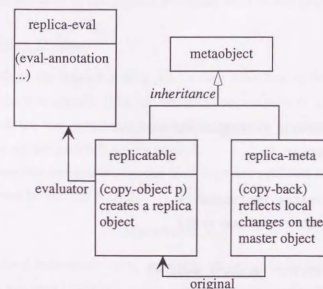 replica-eval
(eval-annotation
...)
metaobject
inheritance
replicatable
(copy-object p)
creates a replica
object
replica-meta
(copy-back)
reflects local
changes on the
master object
evaluator
original